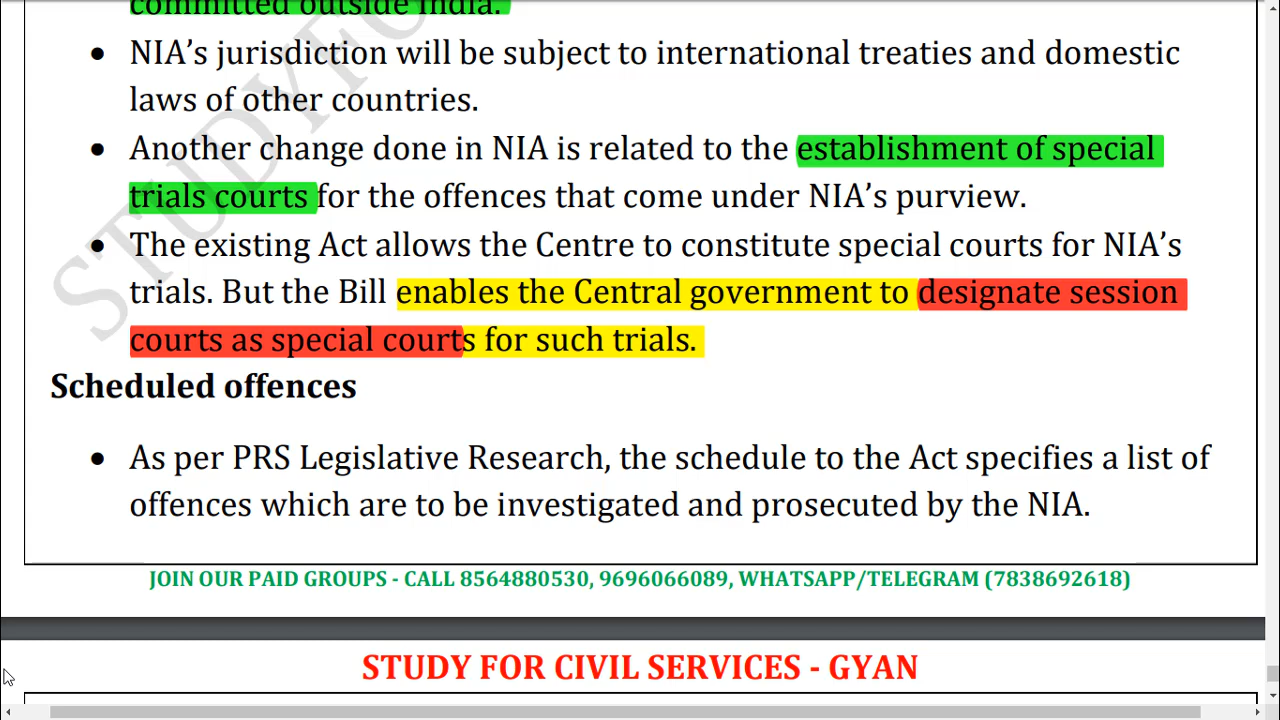 committed outside India.
• NIA’s jurisdiction will be subject to international treaties and domestic
laws of other countries.
• Another change done in NIA is related to the establishment of special
trials courts for the offences that come under NIA’s purview.
• The existing Act allows the Centre to constitute special courts for NIA’s
trials. But the Bill enables the Central government to designate session
courts as special courts for such trials.
Scheduled offences
• As per PRS Legislative Research, the schedule to the Act specifies a list of
offences which are to be investigated and prosecuted by the NIA.
JOIN OUR PAID GROUPS - CALL 8564880530, 9696066089, WHATSAPP/TELEGRAM (7838692618)
STUDY FOR CIVIL SERVICES - GYAN
STUDYFO